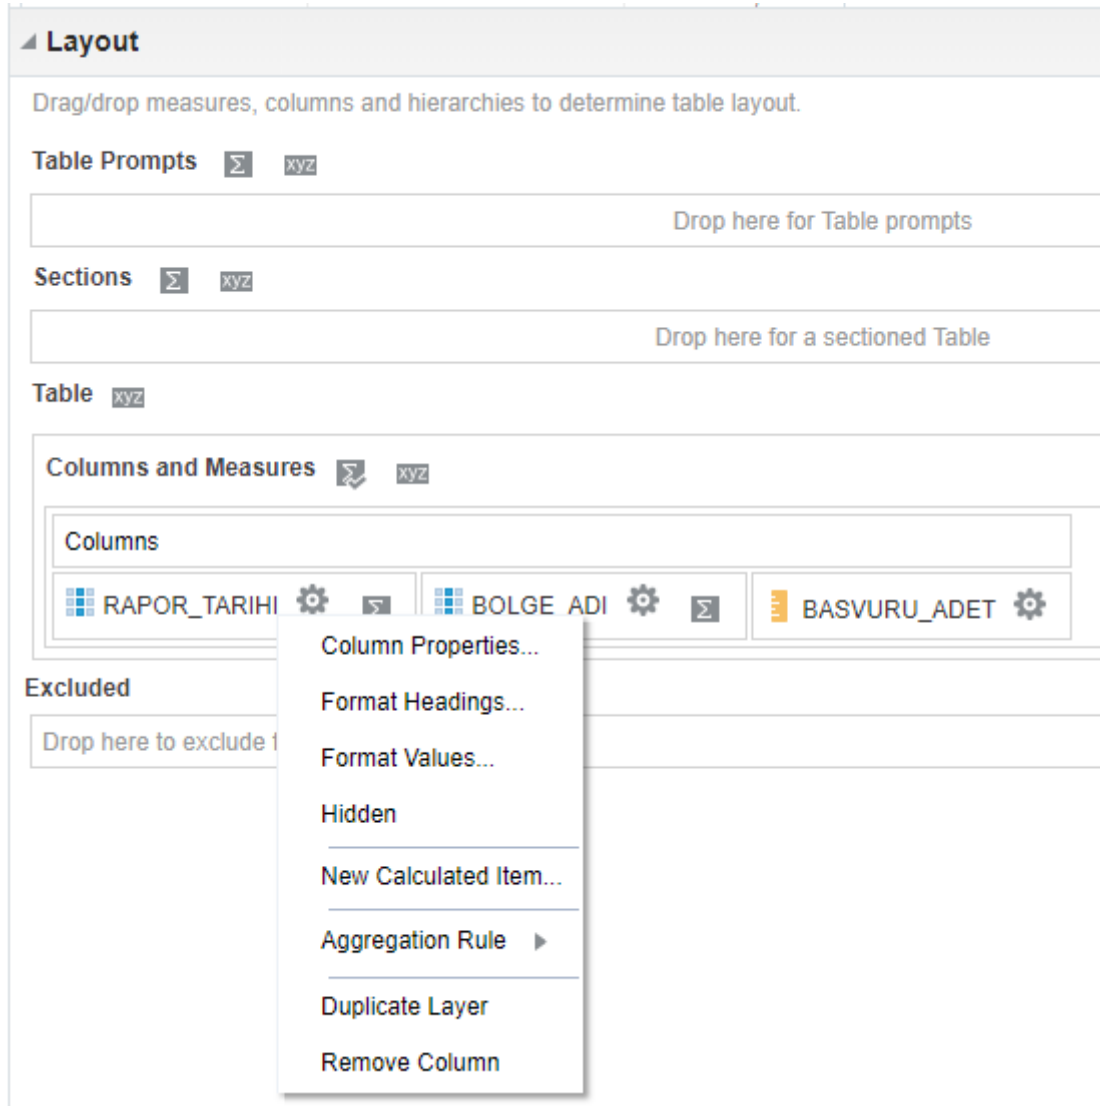 Layout
Drag/drop measures, columns and hierarchies to determine table layout.
Table Prompts Σ xyz
Drop here for Table prompts
Sections Σ xyz
Drop here for a sectioned Table
Table xyz
Columns and Measures Σ xyz
Columns
RAPOR_TARIHI Σ BOLGE_ADI Σ BASVURU_ADET
Column Properties...
Format Headings...
Excluded
Drop here to exclude
Format Values...
Hidden
New Calculated Item...
Aggregation Rule
Duplicate Layer
Remove Column